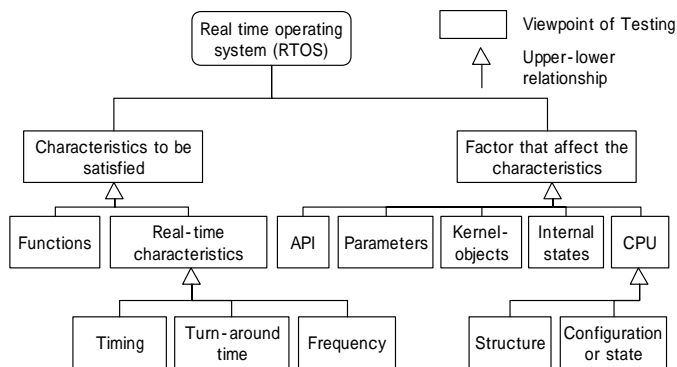 Real time operating
system (RTOS)
Viewpoint of Testing
Upper-lower
relationship
Characteristics to be
satisfied
Factor that affect the
characteristics
Functions
Real-time
characteristics
API
Parameters
Kernel-
objects
Internal
states
CPU
Timing
Turn-around
time
Frequency
Structure
Configuration
or state